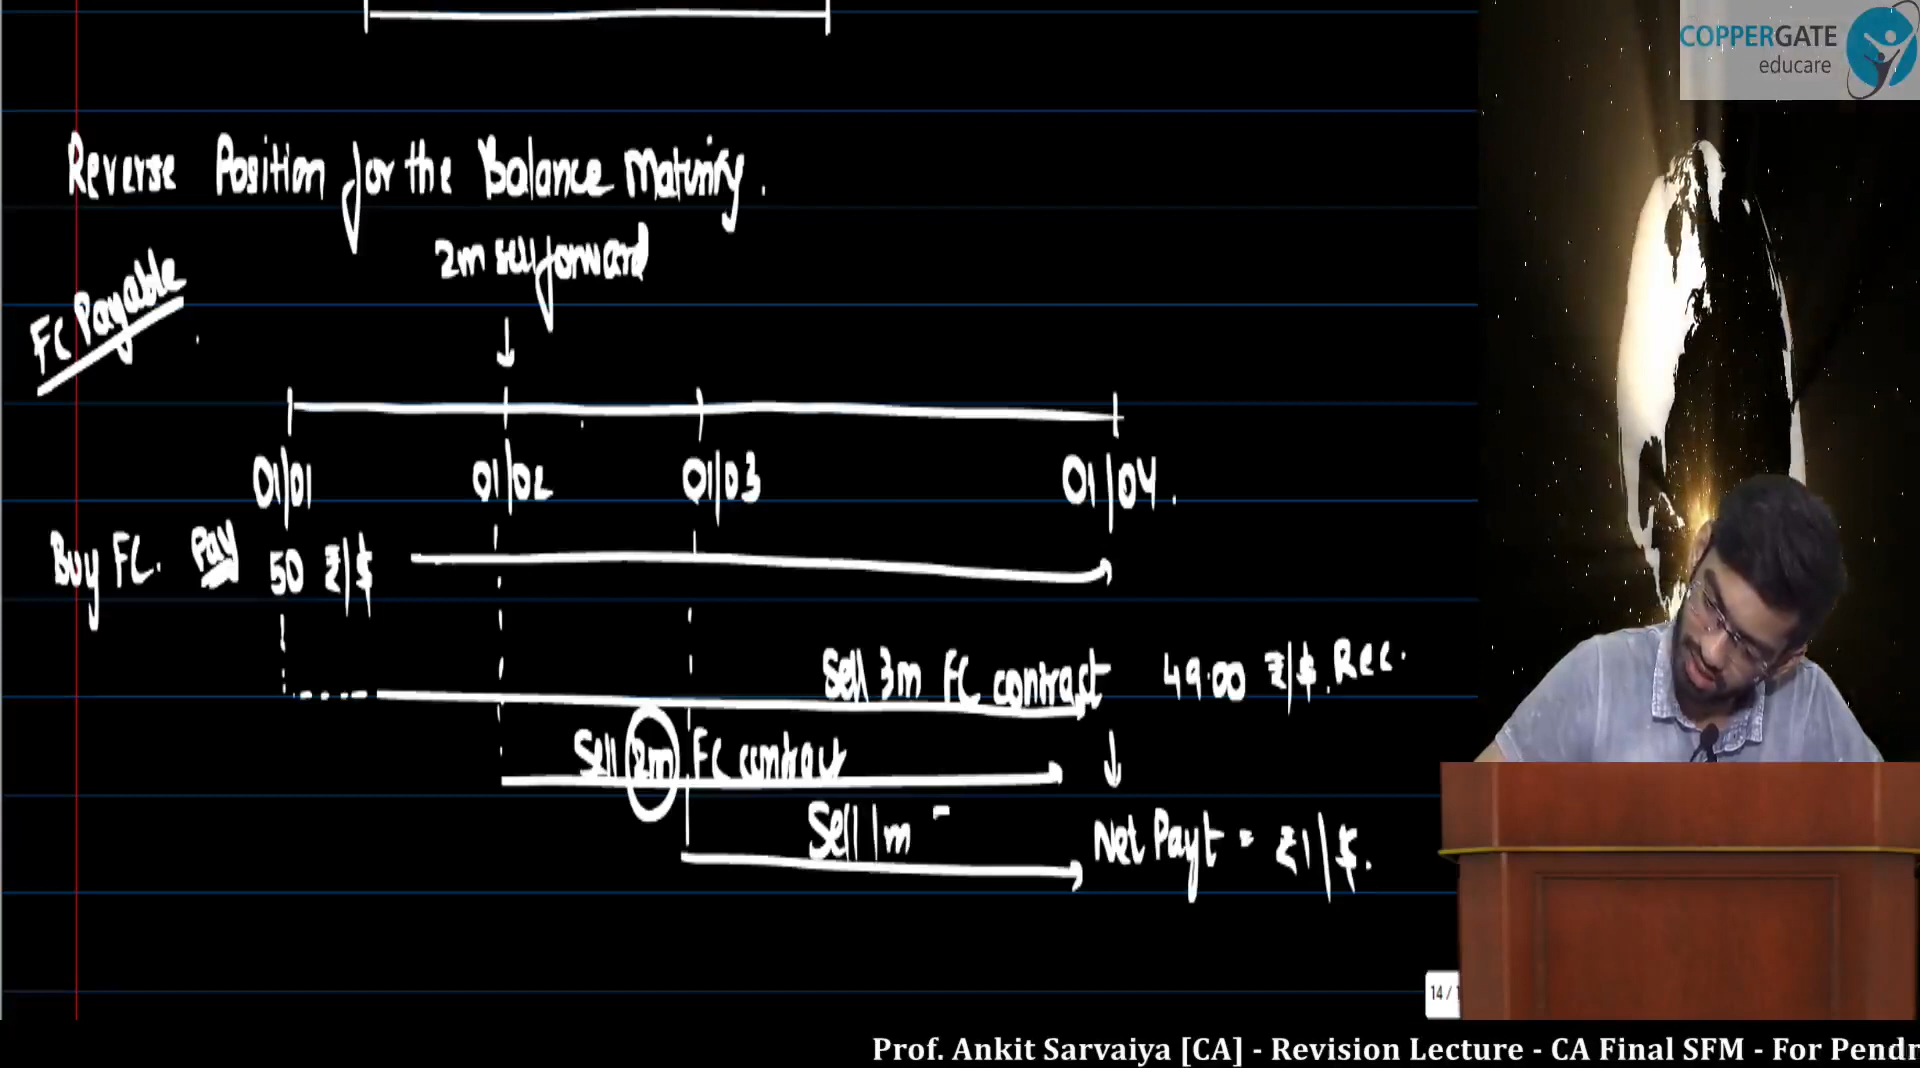 COPPERGATE
educare
Reverse Position for the Balance Maturity.
2m sell forward
FC Payable
01/01 01/02 01/03 01/04.
Buy FC. Pay 50 ₹/$
Sell 3m FC contract 49.00 ₹/$. Rec.
Sell 2m FC contract
Sell 1m
Net Payt = ₹1/$.
14/1
Prof. Ankit Sarvaiya [CA] - Revision Lecture - CA Final SFM - For Pendr